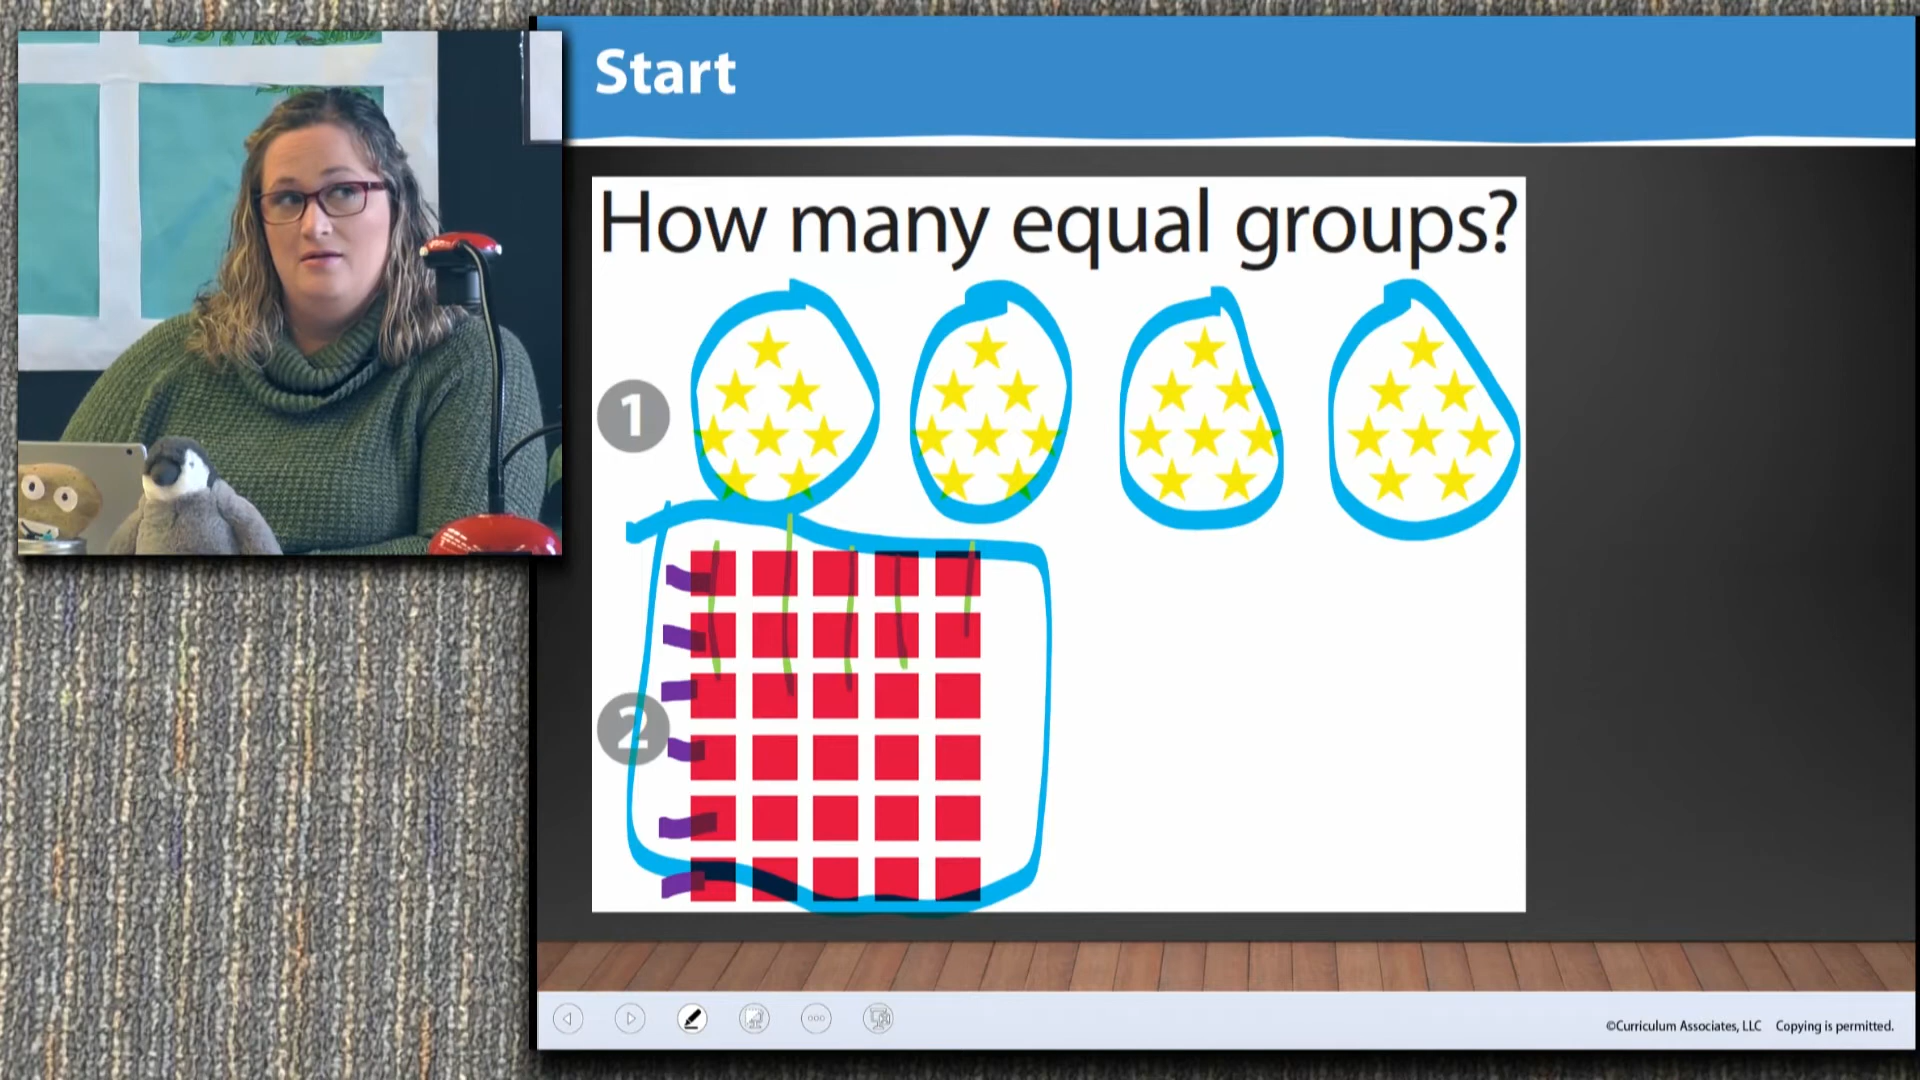 Start
How many equal groups?
1
2
©Curriculum Associates, LLC Copying is permitted.